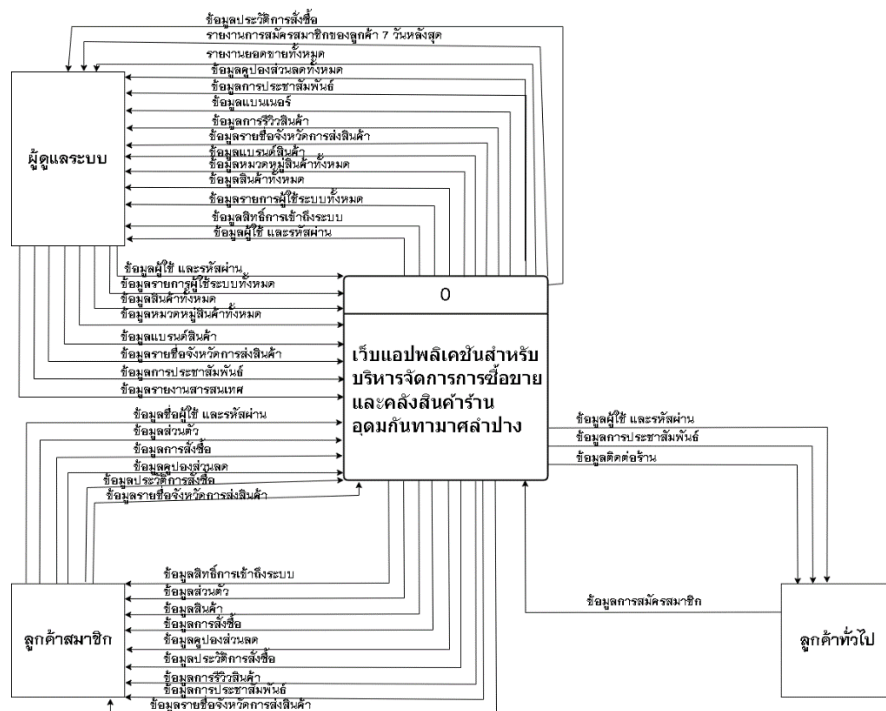 ข้อมูลประวัติการสั่งซื้อ
รายงานการสมัครสมาชิกของลูกค้า 7 วันหลังสุด
รายงานยอดขายทั้งหมด
ข้อมูลคูปองส่วนลดทั้งหมด
ข้อมูลการประชาสัมพันธ์
ข้อมูลแบนเนอร์
ข้อมูลการรีวิวสินค้า
ข้อมูลรายชื่อจังหวัดการส่งสินค้า
ข้อมูลแบรนด์สินค้า
ข้อมูลหมวดหมู่สินค้าทั้งหมด
ข้อมูลสินค้าทั้งหมด
ข้อมูลรายการผู้ใช้ระบบทั้งหมด
ข้อมูลสิทธิ์การเข้าถึงระบบ
ข้อมูลผู้ใช้ และรหัสผ่าน
ผู้ดูแลระบบ
ข้อมูลผู้ใช้ และรหัสผ่าน
ข้อมูลรายการผู้ใช้ระบบทั้งหมด
ข้อมูลสินค้าทั้งหมด
ข้อมูลหมวดหมู่สินค้าทั้งหมด
ข้อมูลแบรนด์สินค้า
ข้อมูลรายชื่อจังหวัดการส่งสินค้า
ข้อมูลการประชาสัมพันธ์
ข้อมูลรายงานสารสนเทศ
0
เว็บแอปพลิเคชันสำหรับ
บริหารจัดการการซื้อขาย
และคลังสินค้าร้าน
อุดมกันทามาศลำปาง
ข้อมูลชื่อผู้ใช้ และรหัสผ่าน
ข้อมูลส่วนตัว
ข้อมูลการสั่งซื้อ
ข้อมูลคูปองส่วนลด
ข้อมูลประวัติการสั่งซื้อ
ข้อมูลรายชื่อจังหวัดการส่งสินค้า
ข้อมูลผู้ใช้ และรหัสผ่าน
ข้อมูลการประชาสัมพันธ์
ข้อมูลติดต่อร้าน
ข้อมูลสิทธิ์การเข้าถึงระบบ
ข้อมูลส่วนตัว
ข้อมูลสินค้า
ข้อมูลการสั่งซื้อ
ข้อมูลคูปองส่วนลด
ข้อมูลประวัติการสั่งซื้อ
ข้อมูลการรีวิวสินค้า
ข้อมูลการประชาสัมพันธ์
ข้อมูลรายชื่อจังหวัดการส่งสินค้า
ลูกค้าสมาชิก
ข้อมูลการสมัครสมาชิก
ลูกค้าทั่วไป